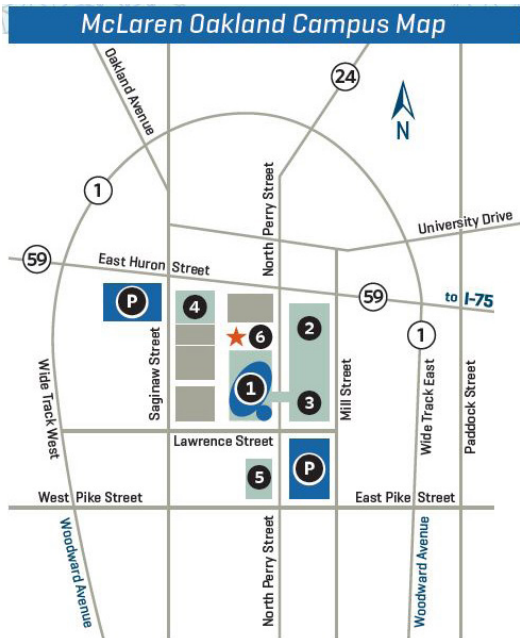 McLaren Oakland Campus Map
Oakland Avenue
24
N
1
North Perry Street
University Drive
59
East Huron Street
59
to I-75
P
4
6
2
1
Saginaw Street
1
3
Mill Street
Wide Track West
Wide Track East
Paddock Street
Lawrence Street
5
P
West Pike Street
East Pike Street
Woodward Avenue
North Perry Street
Woodward Avenue